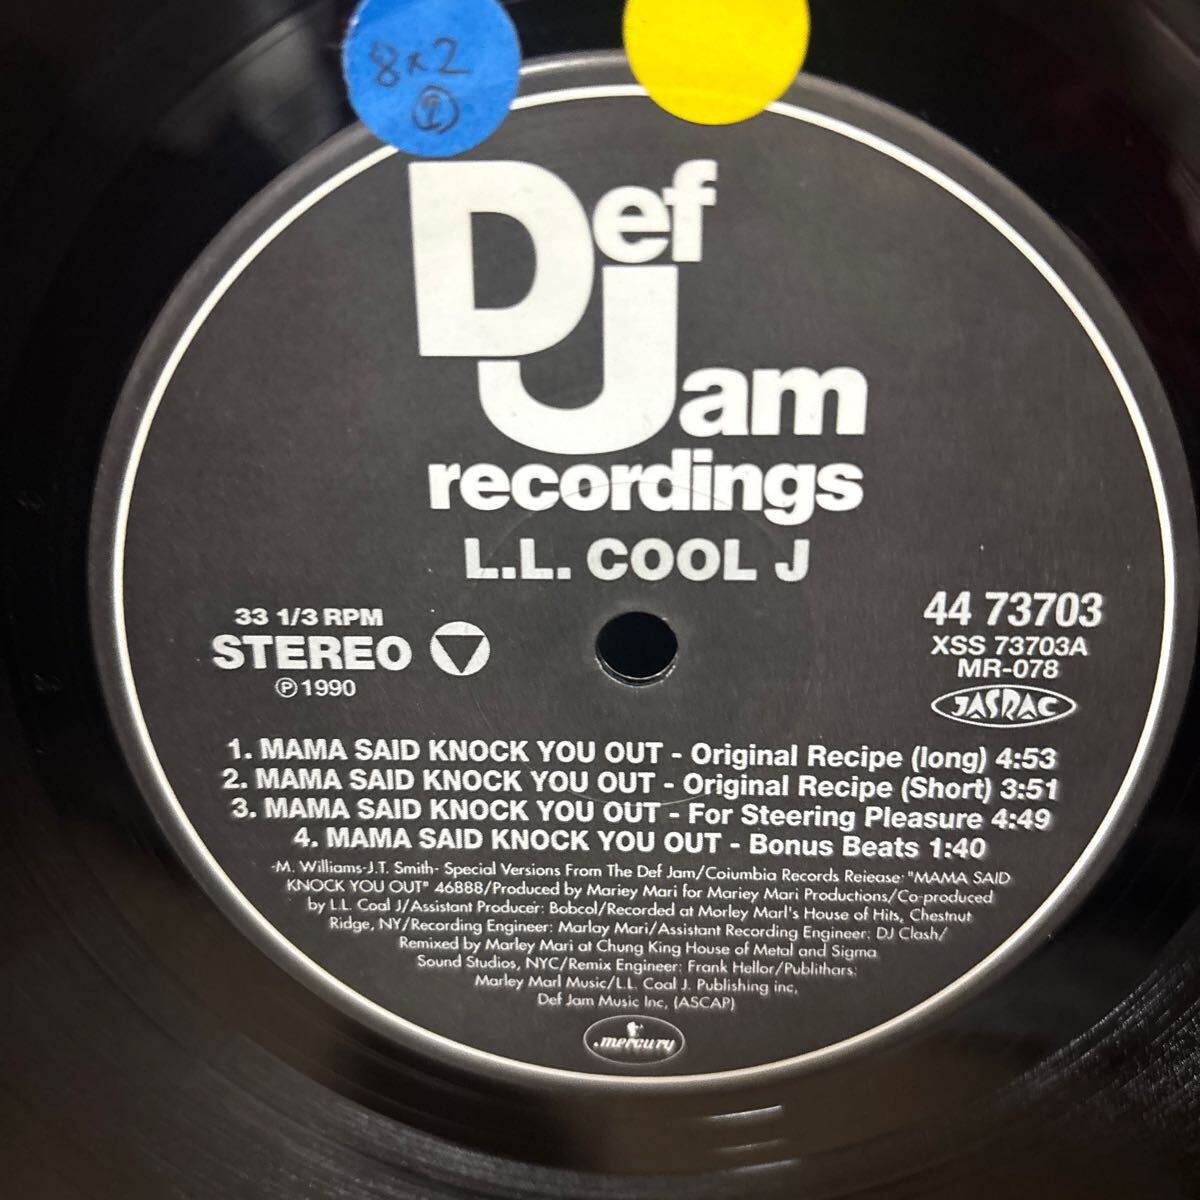 8×2
②
Def
Jam
recordings
L.L. COOL J
33 1/3 RPM
STEREO
℗ 1990
44 73703
XSS 73703A
MR-078
JASRAC
1. MAMA SAID KNOCK YOU OUT - Original Recipe (long) 4:53
2. MAMA SAID KNOCK YOU OUT - Original Recipe (Short) 3:51
3. MAMA SAID KNOCK YOU OUT - For Steering Pleasure 4:49
4. MAMA SAID KNOCK YOU OUT - Bonus Beats 1:40
-M. Williams-J.T. Smith- Special Versions From The Def Jam/Coiumbia Records Reiease: "MAMA SAID
KNOCK YOU OUT" 46888/Produced by Mariey Mari for Mariey Mari Productions/Co-produced
by L.L. Coal J/Assistant Producer: Bobcol/Recorded at Morley Marl's House of Hits, Chestnut
Ridge, NY/Recording Engineer: Marlay Mari/Assistant Recording Engineer: DJ Clash/
Remixed by Marley Mari at Chung King House of Metal and Sigma
Sound Studios, NYC/Remix Engineer: Frank Hellor/Publithars:
Marley Marl Music/L.L. Coal J. Publishing inc,
Def Jam Music Inc, (ASCAP)
mercury